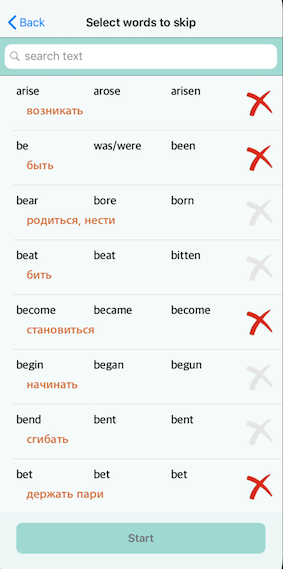 Back Select words to skip
search text
arise arose arisen
возникать
be was/were been
быть
bear bore born
родиться, нести
beat beat bitten
бить
become became become
становиться
begin began begun
начинать
bend bent bent
сгибать
bet bet bet
держать пари
Start